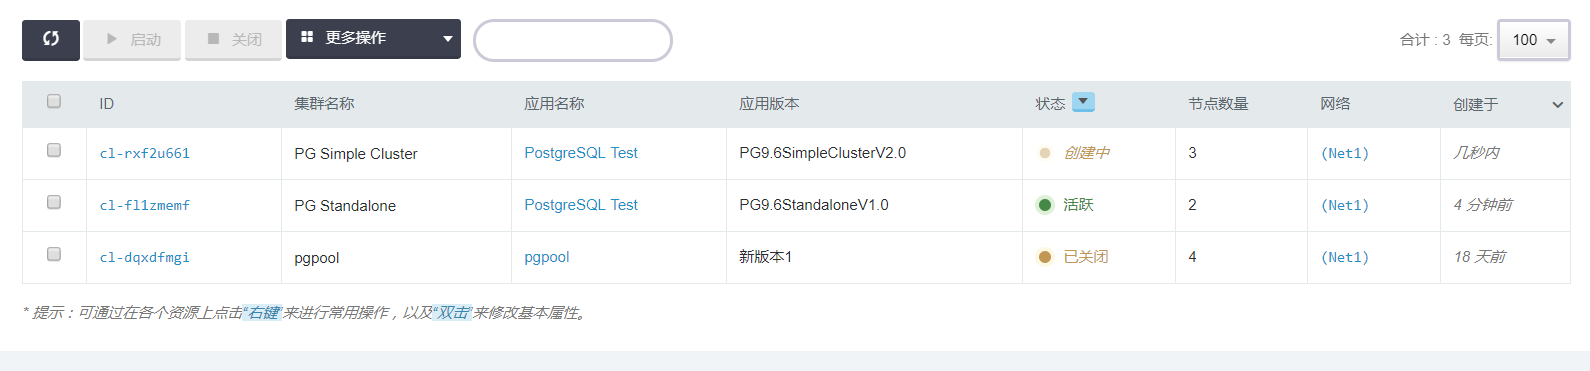 启动 关闭 更多操作 合计 : 3 每页: 100
ID 集群名称 应用名称 应用版本 状态 节点数量 网络 创建于
cl-rxf2u661 PG Simple Cluster PostgreSQL Test PG9.6SimpleClusterV2.0 创建中 3 (Net1) 几秒内
cl-fl1zmemf PG Standalone PostgreSQL Test PG9.6StandaloneV1.0 活跃 2 (Net1) 4 分钟前
cl-dqxdfmgi pgpool pgpool 新版本1 已关闭 4 (Net1) 18 天前
* 提示：可通过在各个资源上点击“右键”来进行常用操作，以及“双击”来修改基本属性。